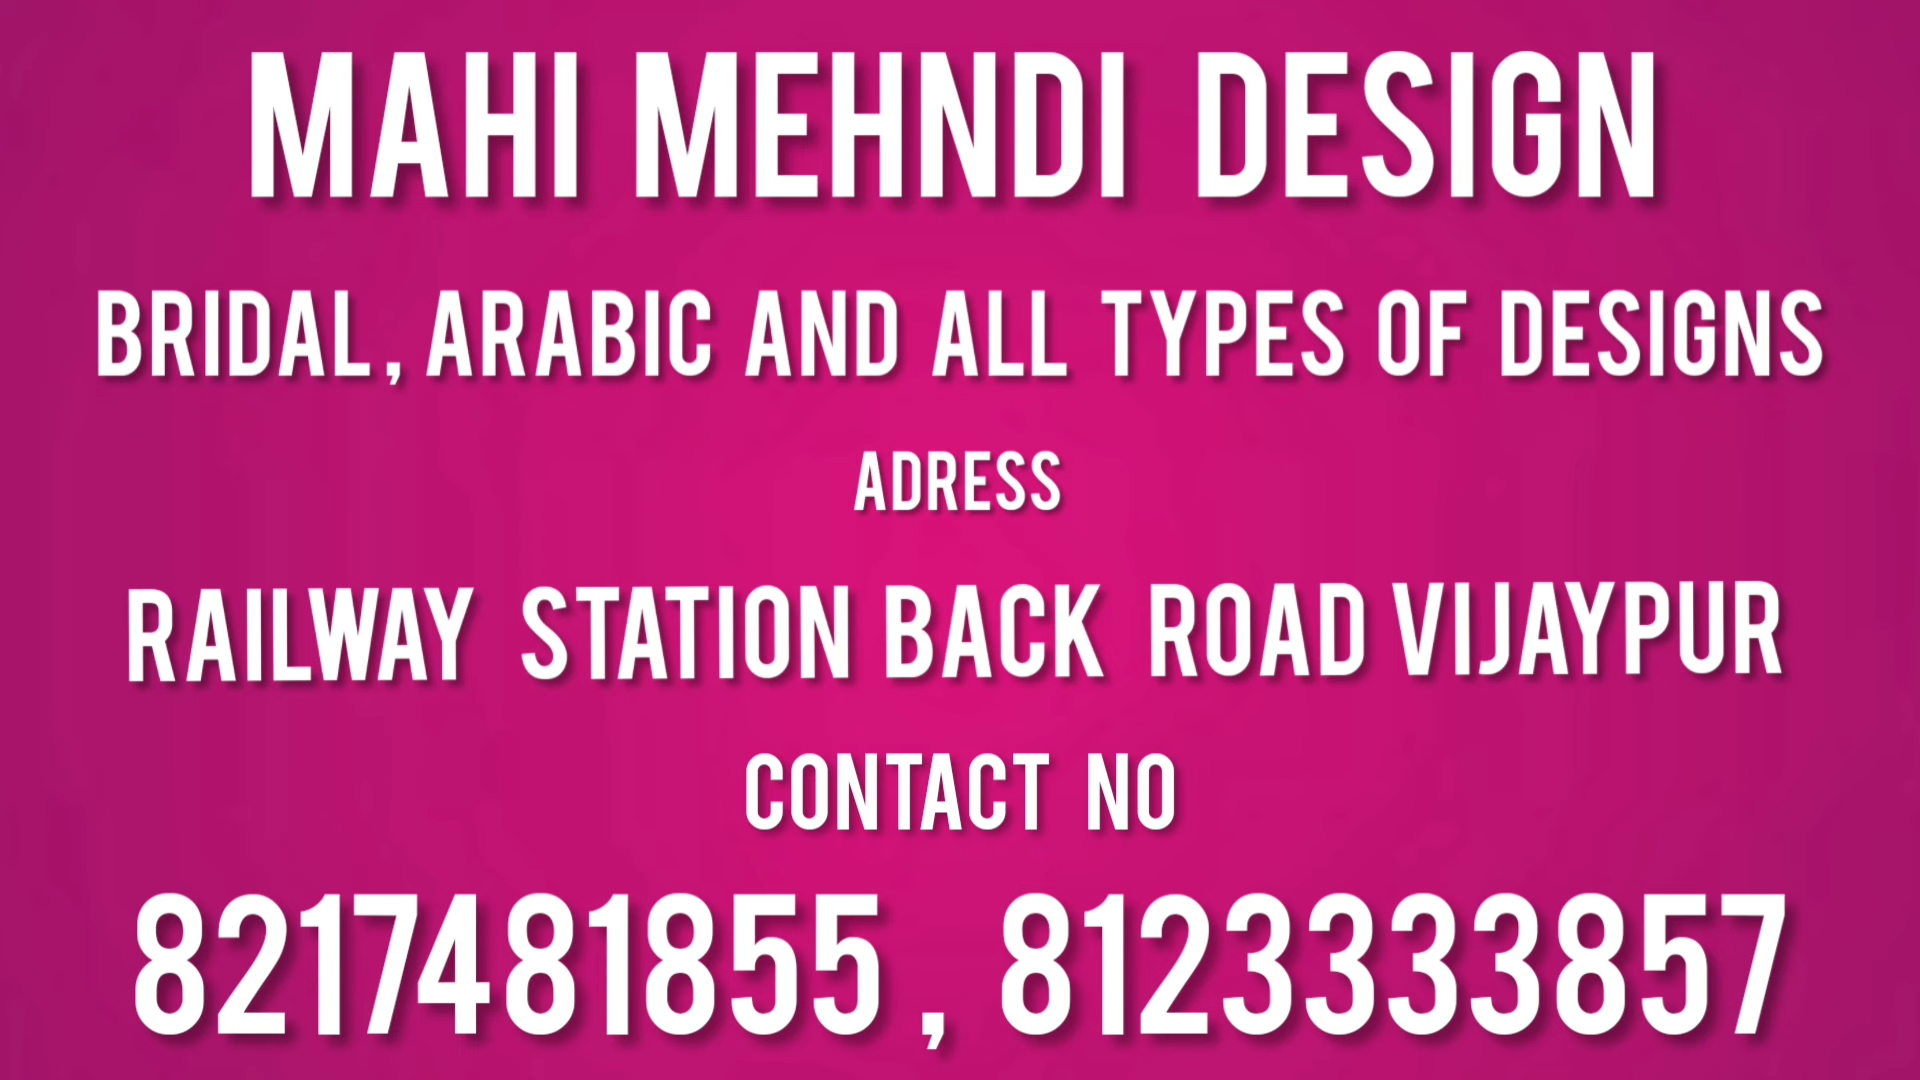 MAHI MEHNDI DESIGN
BRIDAL, ARABIC AND ALL TYPES OF DESIGNS
ADRESS
RAILWAY STATION BACK ROAD VIJAYPUR
CONTACT NO
8217481855 , 8123333857